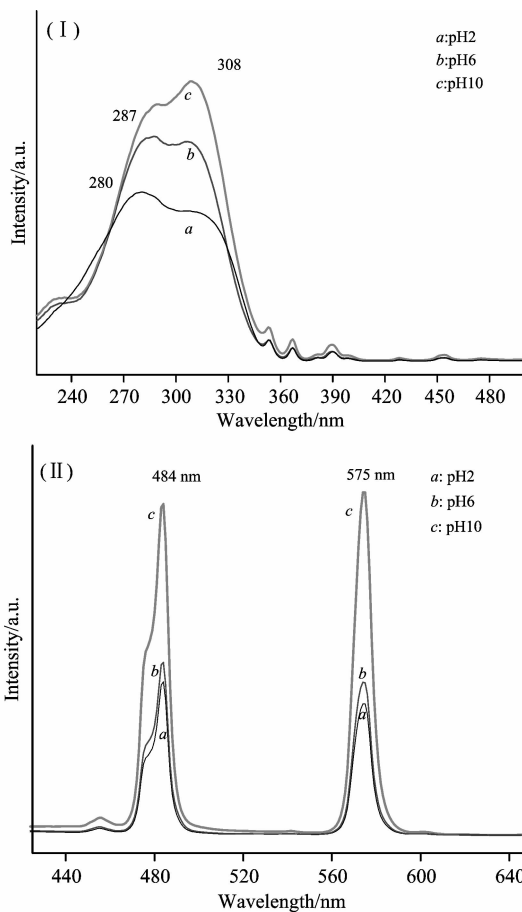 (Ⅰ)
308
a:pH2
b:pH6
c:pH10
c
287
b
280
a
Intensity/a.u.
240 270 300 330 360 390 420 450 480
Wavelength/nm
(Ⅱ)
484 nm
575 nm
a: pH2
b: pH6
c: pH10
c
c
b
b
a
a
Intensity/a.u.
440 480 520 560 600 640
Wavelength/nm